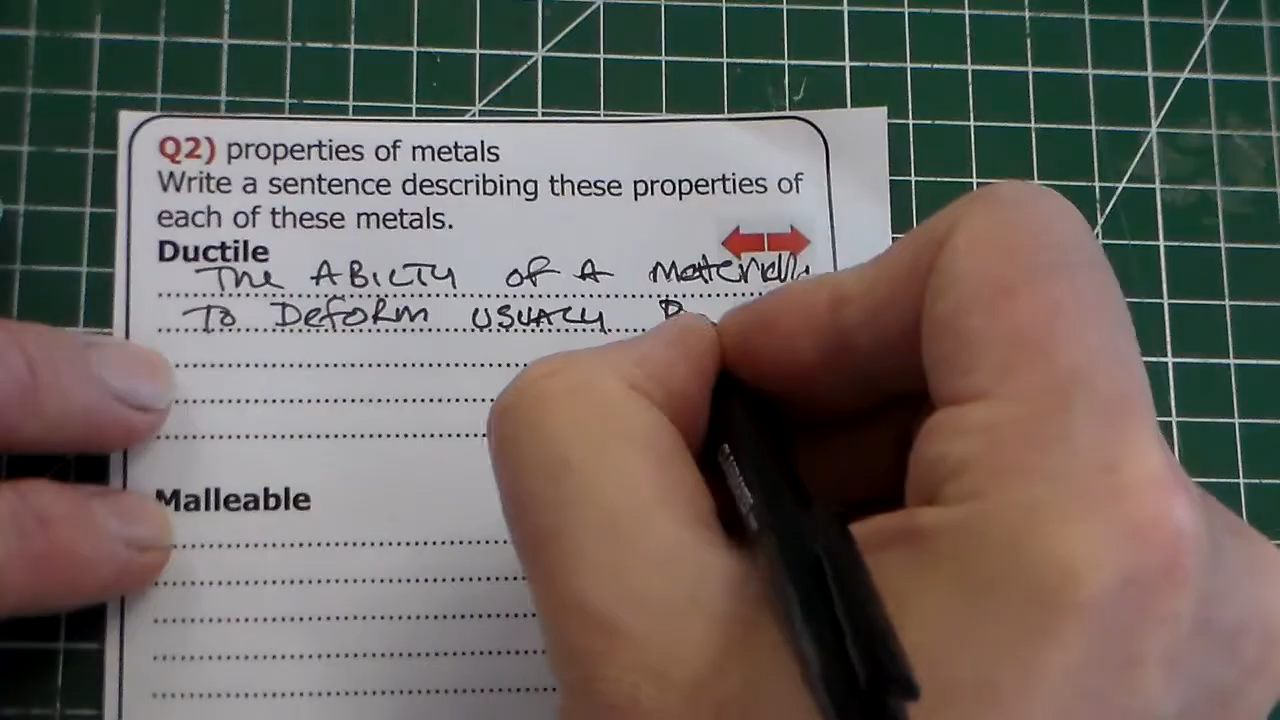 Q2) properties of metals
Write a sentence describing these properties of
each of these metals.
Ductile
The ABILTY of A Material
To Deform usually
Malleable